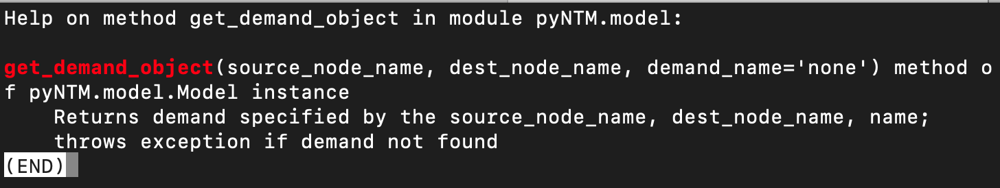 Help on method get_demand_object in module pyNTM.model:
get_demand_object(source_node_name, dest_node_name, demand_name='none') method o
f pyNTM.model.Model instance
Returns demand specified by the source_node_name, dest_node_name, name;
throws exception if demand not found
(END)